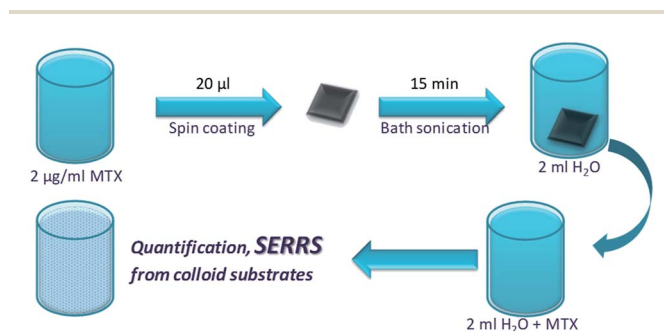 20 µl
15 min
Spin coating
Bath sonication
2 µg/ml MTX
2 ml H₂O
Quantification, SERRS
from colloid substrates
2 ml H₂O + MTX